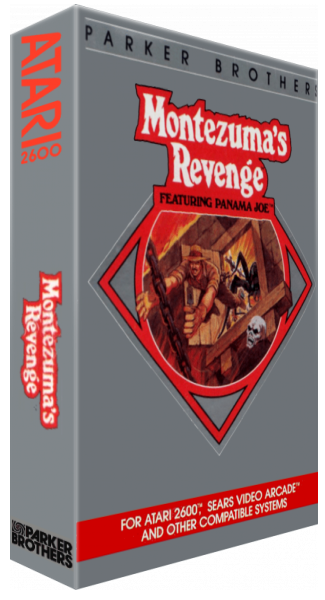 ATARI
2600
Montezuma's
Revenge
PARKER
BROTHERS
PARKER BROTHERS
Montezuma's
Revenge
FEATURING PANAMA JOE™
FOR ATARI 2600™, SEARS VIDEO ARCADE™
AND OTHER COMPATIBLE SYSTEMS